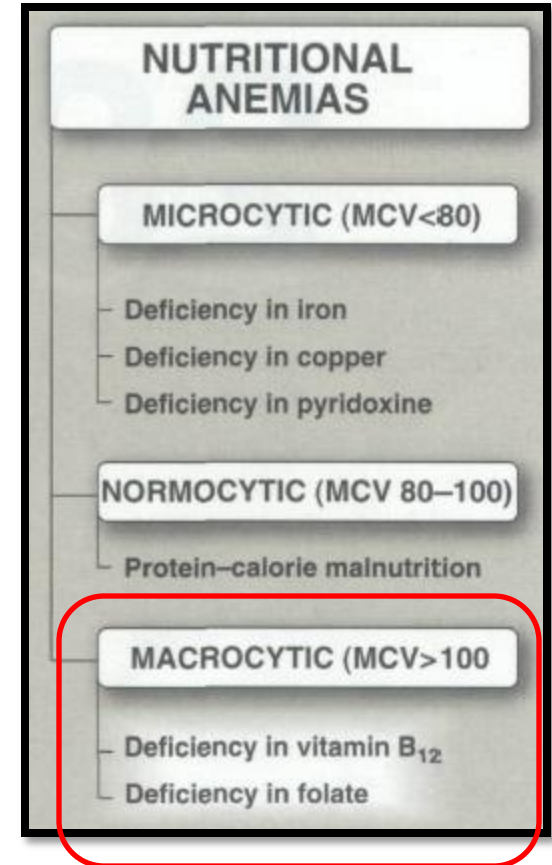 NUTRITIONAL
ANEMIAS
MICROCYTIC (MCV<80)
Deficiency in iron
Deficiency in copper
Deficiency in pyridoxine
NORMOCYTIC (MCV 80–100)
Protein–calorie malnutrition
MACROCYTIC (MCV>100
Deficiency in vitamin B₁₂
Deficiency in folate